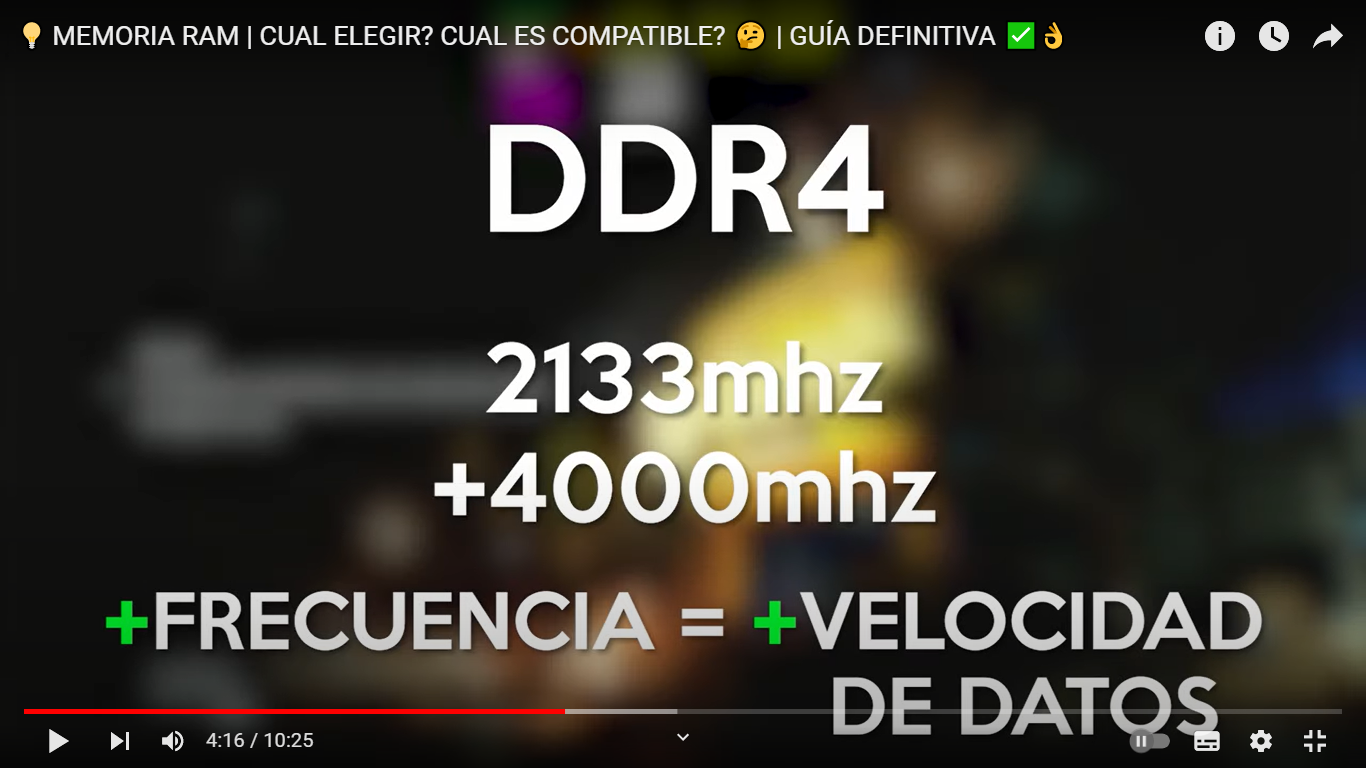 💡 MEMORIA RAM | CUAL ELEGIR? CUAL ES COMPATIBLE? 🤔 | GUÍA DEFINITIVA ✅👌
DDR4
2133mhz
+4000mhz
+FRECUENCIA = +VELOCIDAD
DE DATOS
4:16 / 10:25